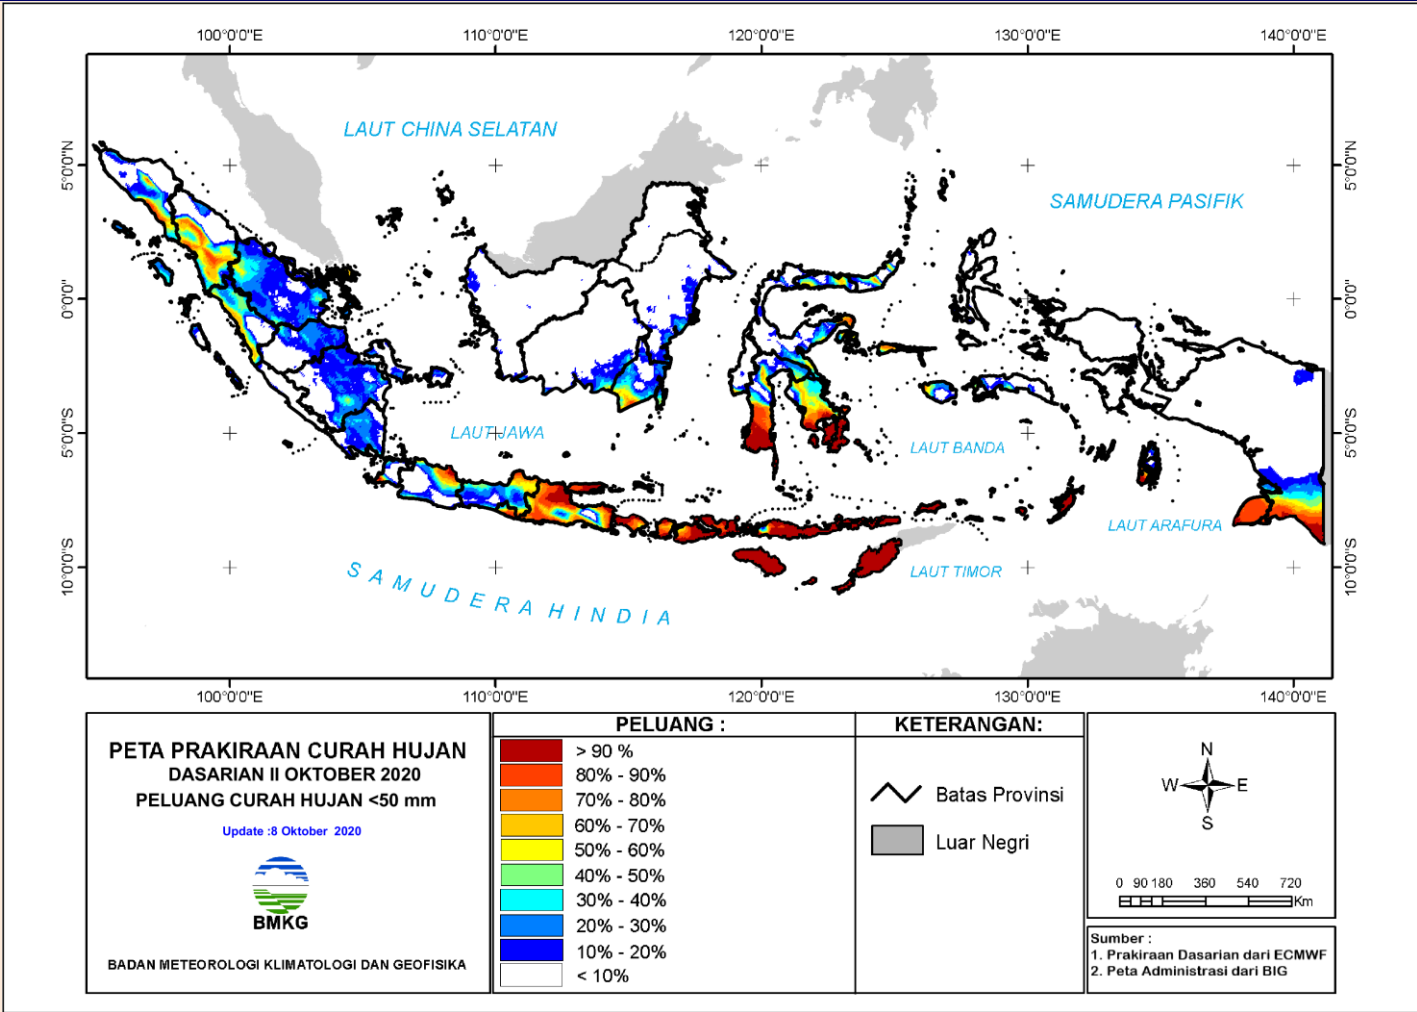 100°0'0"E 110°0'0"E 120°0'0"E 130°0'0"E 140°0'0"E
LAUT CHINA SELATAN
5°0'0"N 5°0'0"N
SAMUDERA PASIFIK
0°0'0" 0°0'0"
5°0'0"S 5°0'0"S
LAUT JAWA
LAUT BANDA
LAUT ARAFURA
10°0'0"S 10°0'0"S
LAUT TIMOR
SAMUDERA HINDIA
100°0'0"E 110°0'0"E 120°0'0"E 130°0'0"E 140°0'0"E
PETA PRAKIRAAN CURAH HUJAN
DASARIAN II OKTOBER 2020
PELUANG CURAH HUJAN <50 mm
Update :8 Oktober 2020
BMKG
BADAN METEOROLOGI KLIMATOLOGI DAN GEOFISIKA
PELUANG :
> 90 %
80% - 90%
70% - 80%
60% - 70%
50% - 60%
40% - 50%
30% - 40%
20% - 30%
10% - 20%
< 10%
KETERANGAN:
Batas Provinsi
Luar Negri
N
W E
S
0 90 180 360 540 720
Km
Sumber :
1. Prakiraan Dasarian dari ECMWF
2. Peta Administrasi dari BIG